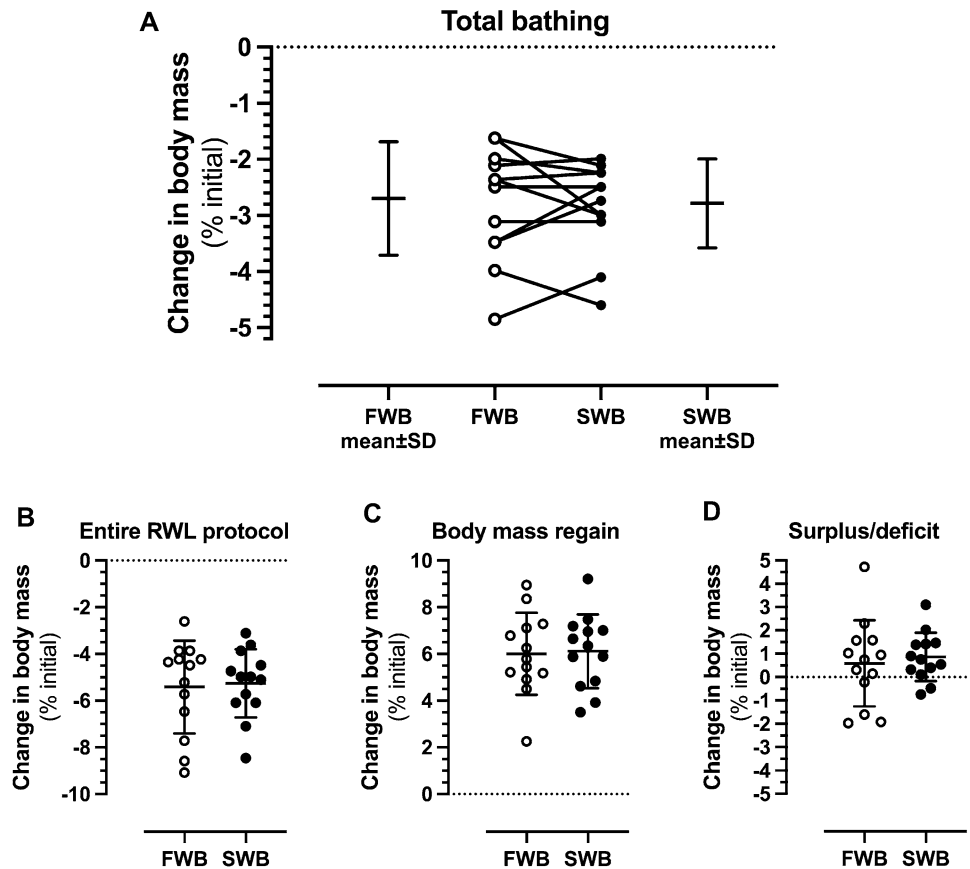 A
Total bathing
Change in body mass
(% initial)
0
-1
-2
-3
-4
-5
FWB
mean±SD
FWB
SWB
SWB
mean±SD
B
Entire RWL protocol
Change in body mass
(% initial)
0
-2
-4
-6
-8
-10
FWB SWB
C
Body mass regain
Change in body mass
(% initial)
10
8
6
4
2
0
FWB SWB
D
Surplus/deficit
Change in body mass
(% initial)
5
4
3
2
1
0
-1
-2
-3
-4
-5
FWB SWB